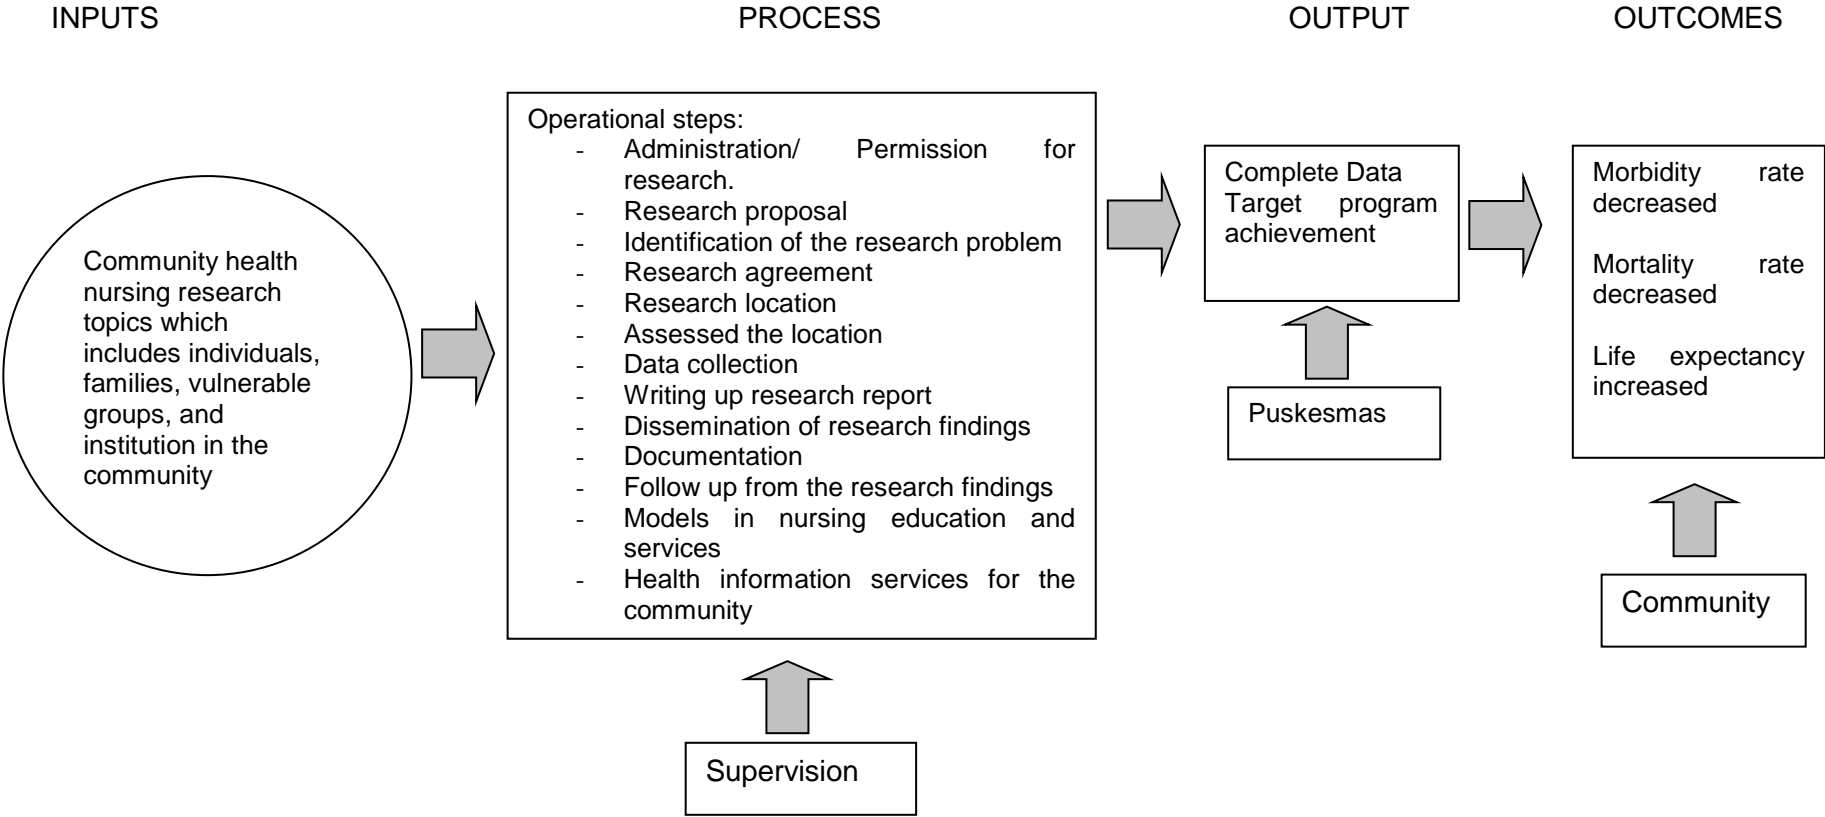 INPUTS
PROCESS
OUTPUT
OUTCOMES
Community health
nursing research
topics which
includes individuals,
families, vulnerable
groups, and
institution in the
community
Operational steps:
- Administration/ Permission for
research.
- Research proposal
- Identification of the research problem
- Research agreement
- Research location
- Assessed the location
- Data collection
- Writing up research report
- Dissemination of research findings
- Documentation
- Follow up from the research findings
- Models in nursing education and
services
- Health information services for the
community
Supervision
Complete Data
Target program
achievement
Puskesmas
Morbidity rate
decreased
Mortality rate
decreased
Life expectancy
increased
Community